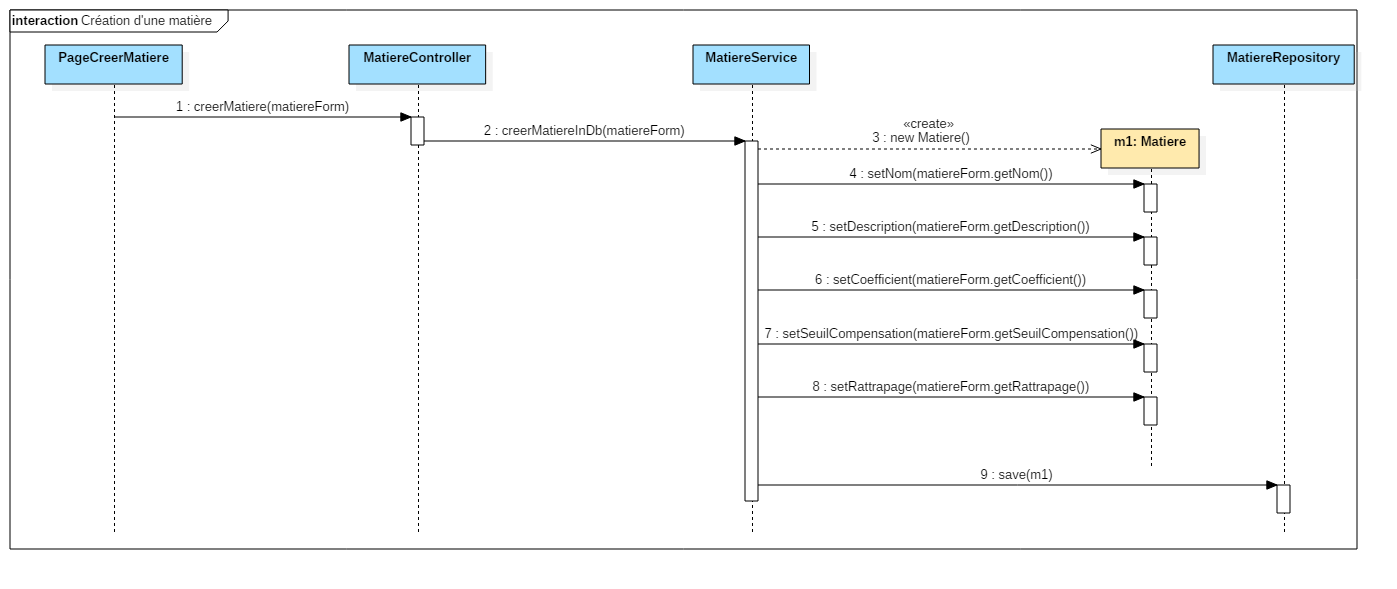 interaction Création d'une matière
PageCreerMatiere
MatiereController
MatiereService
MatiereRepository
1 : creerMatiere(matiereForm)
2 : creerMatiereInDb(matiereForm)
«create»
3 : new Matiere()
m1: Matiere
4 : setNom(matiereForm.getNom())
5 : setDescription(matiereForm.getDescription())
6 : setCoefficient(matiereForm.getCoefficient())
7 : setSeuilCompensation(matiereForm.getSeuilCompensation())
8 : setRattrapage(matiereForm.getRattrapage())
9 : save(m1)